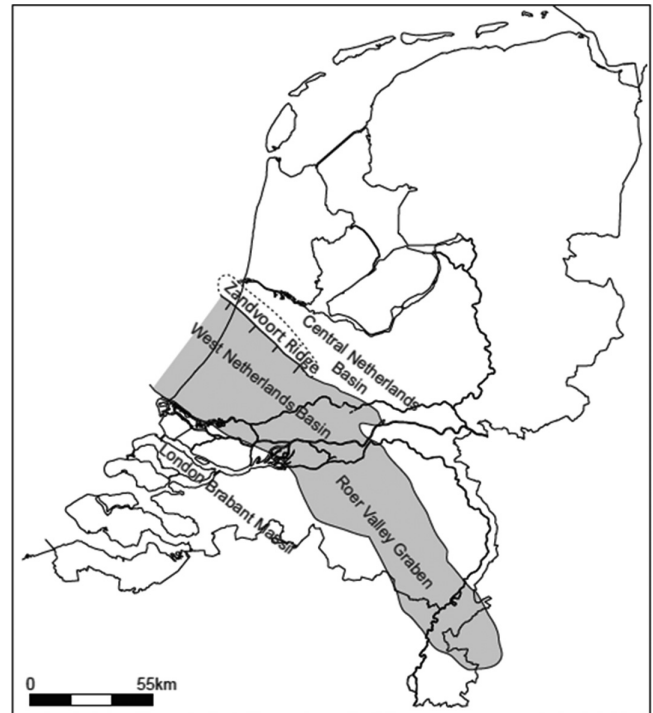 Zandvoort Ridge
Central Netherlands
Basin
West Netherlands Basin
London Brabant Massif
Roer Valley Graben
0 55km